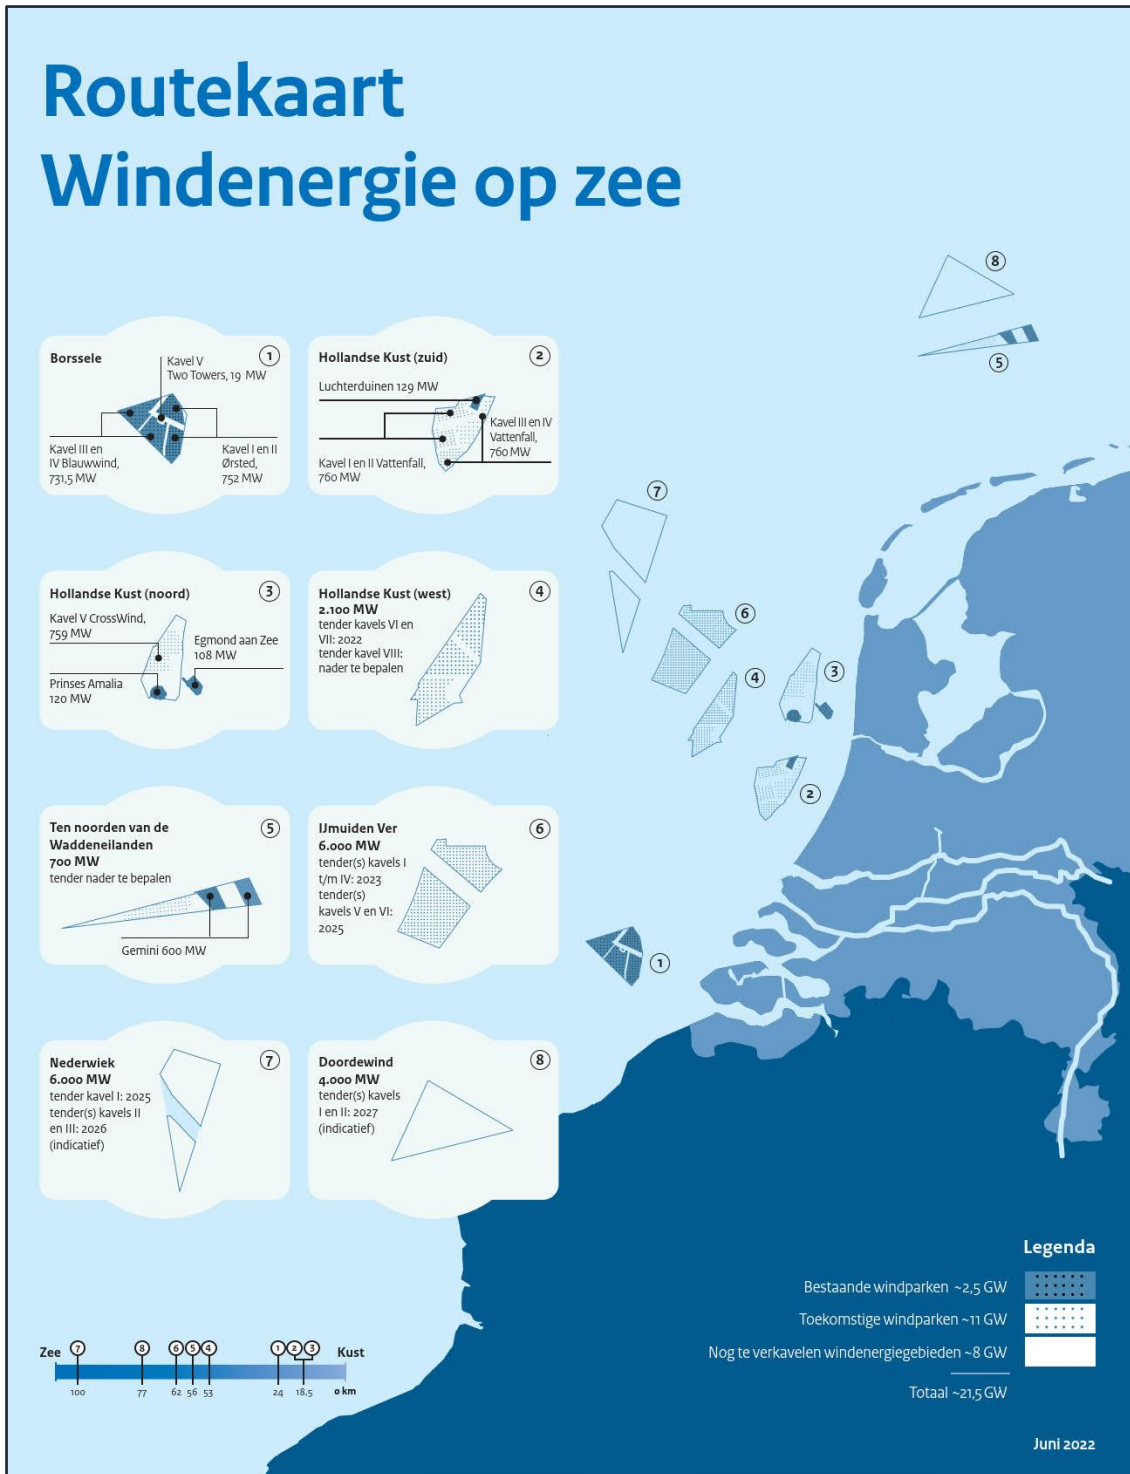 Routekaart
Windenergie op zee
Borssele
1
Kavel V
Two Towers, 19 MW
Kavel III en
IV Blauwwind,
731,5 MW
Kavel I en II
Ørsted,
752 MW
Hollandse Kust (zuid)
2
Luchterduinen 129 MW
Kavel III en IV
Vattenfall,
760 MW
Kavel I en II Vattenfall,
760 MW
Hollandse Kust (noord)
3
Kavel V CrossWind,
759 MW
Egmond aan Zee
108 MW
Prinses Amalia
120 MW
Hollandse Kust (west)
4
2.100 MW
tender kavels VI en
VII: 2022
tender kavel VIII:
nader te bepalen
Ten noorden van de
Waddeneilanden
5
700 MW
tender nader te bepalen
Gemini 600 MW
IJmuiden Ver
6
6.000 MW
tender(s) kavels I
t/m IV: 2023
tender(s)
kavels V en VI:
2025
Nederwiek
7
6.000 MW
tender kavel I: 2025
tender(s) kavels II
en III: 2026
(indicatief)
Doordewind
8
4.000 MW
tender(s) kavels
I en II: 2027
(indicatief)
8
5
7
6
4
3
2
1
Zee 7 8 6 5 4 1 2 3 Kust
100 77 62 56 53 24 18,5 0 km
Legenda
Bestaande windparken ~2,5 GW
Toekomstige windparken ~11 GW
Nog te verkavelen windenergiegebieden ~8 GW
Totaal ~21,5 GW
Juni 2022